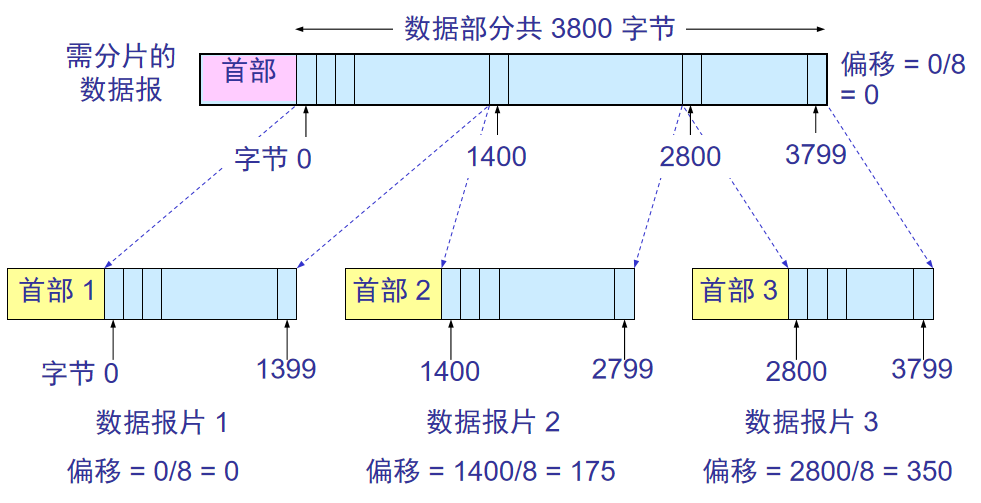 数据部分共 3800 字节
需分片的
数据报
首部
偏移 = 0/8
= 0
字节 0
1400
2800
3799
首部 1
首部 2
首部 3
字节 0
1399
1400
2799
2800
3799
数据报片 1
数据报片 2
数据报片 3
偏移 = 0/8 = 0
偏移 = 1400/8 = 175
偏移 = 2800/8 = 350